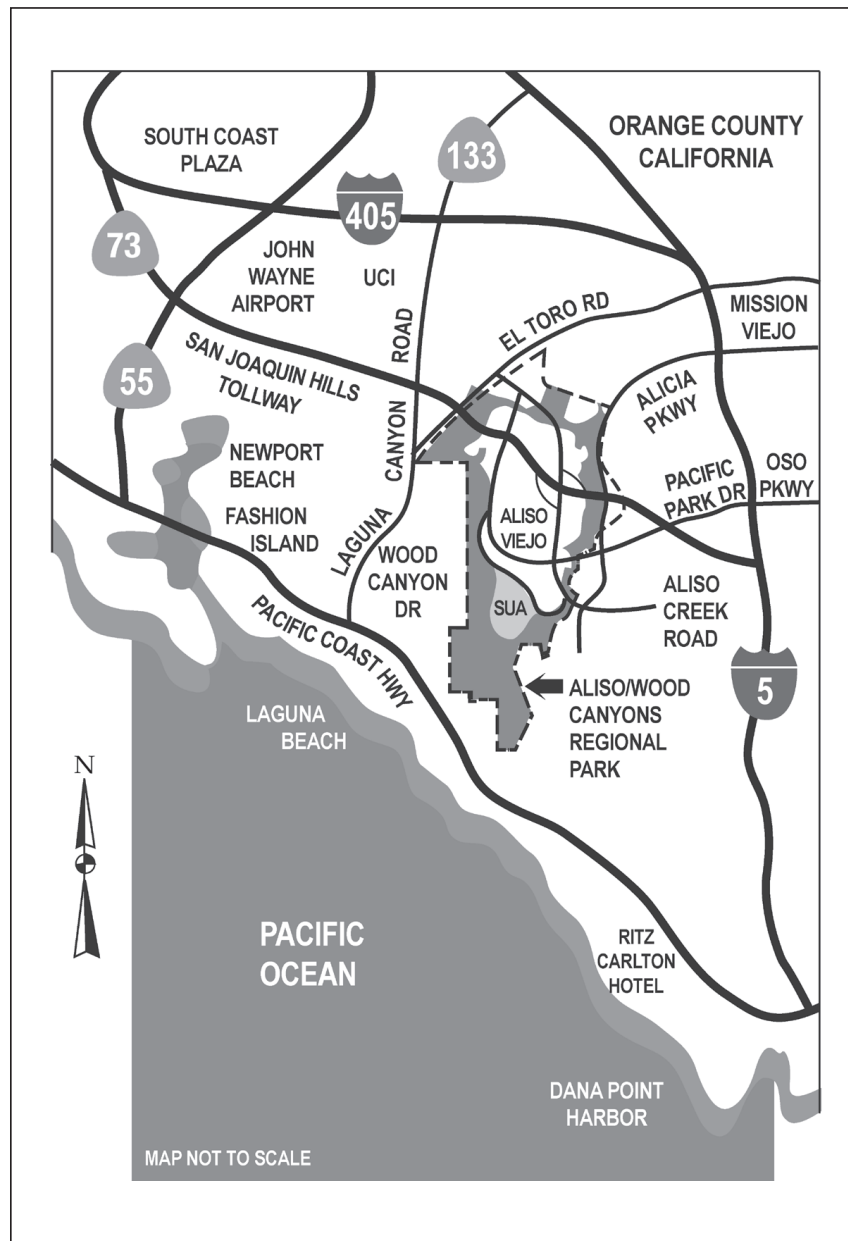 SOUTH COAST
PLAZA
133
ORANGE COUNTY
CALIFORNIA
405
73
JOHN
WAYNE
AIRPORT
UCI
EL TORO RD
MISSION
VIEJO
LAGUNA CANYON ROAD
SAN JOAQUIN HILLS
TOLLWAY
55
ALICIA
PKWY
NEWPORT
BEACH
PACIFIC
PARK DR
OSO
PKWY
FASHION
ISLAND
ALISO
VIEJO
WOOD
CANYON
DR
SUA
ALISO
CREEK
ROAD
PACIFIC COAST HWY
5
ALISO/WOOD
CANYONS
REGIONAL
PARK
LAGUNA
BEACH
N
PACIFIC
OCEAN
RITZ
CARLTON
HOTEL
DANA POINT
HARBOR
MAP NOT TO SCALE